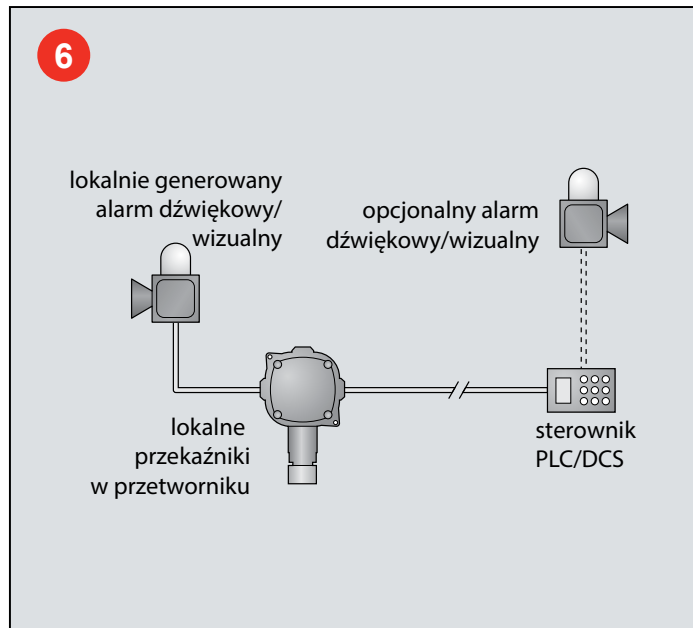 6
lokalnie generowany
alarm dźwiękowy/
wizualny
opcjonalny alarm
dźwiękowy/wizualny
lokalne
przekaźniki
w przetworniku
sterownik
PLC/DCS